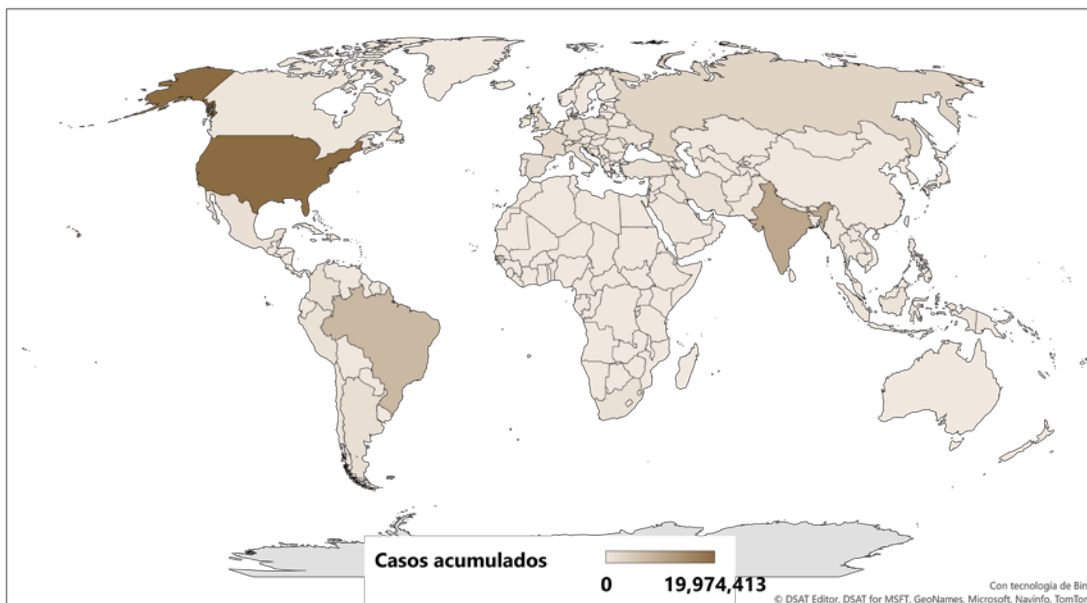 Casos acumulados
0 19,974,413
Con tecnología de Bin
© DSAT Editor, DSAT for MSFT, GeoNames, Microsoft, Navinfo, TomTom